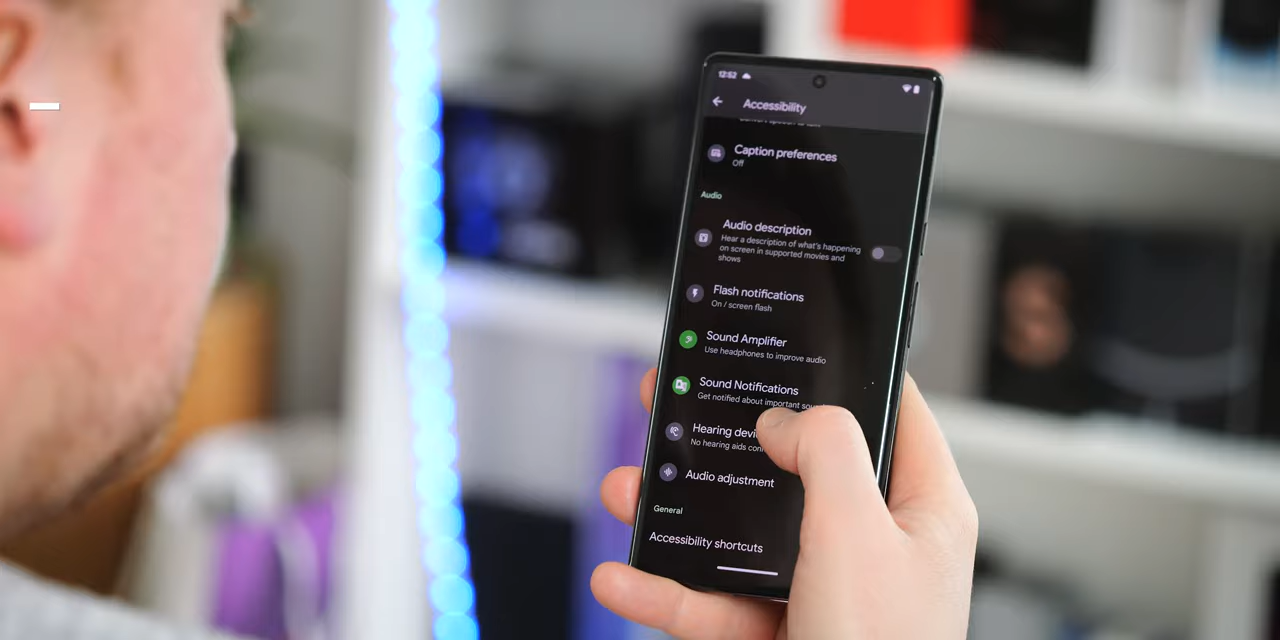 12:52
Accessibility
Caption preferences
Off
Audio
Audio description
Hear a description of what's happening
on screen in supported movies and
shows
Flash notifications
On / screen flash
Sound Amplifier
Use headphones to improve audio
Sound Notifications
Get notified about important
Hearing
No hearing aids
Audio adjustment
General
Accessibility shortcuts